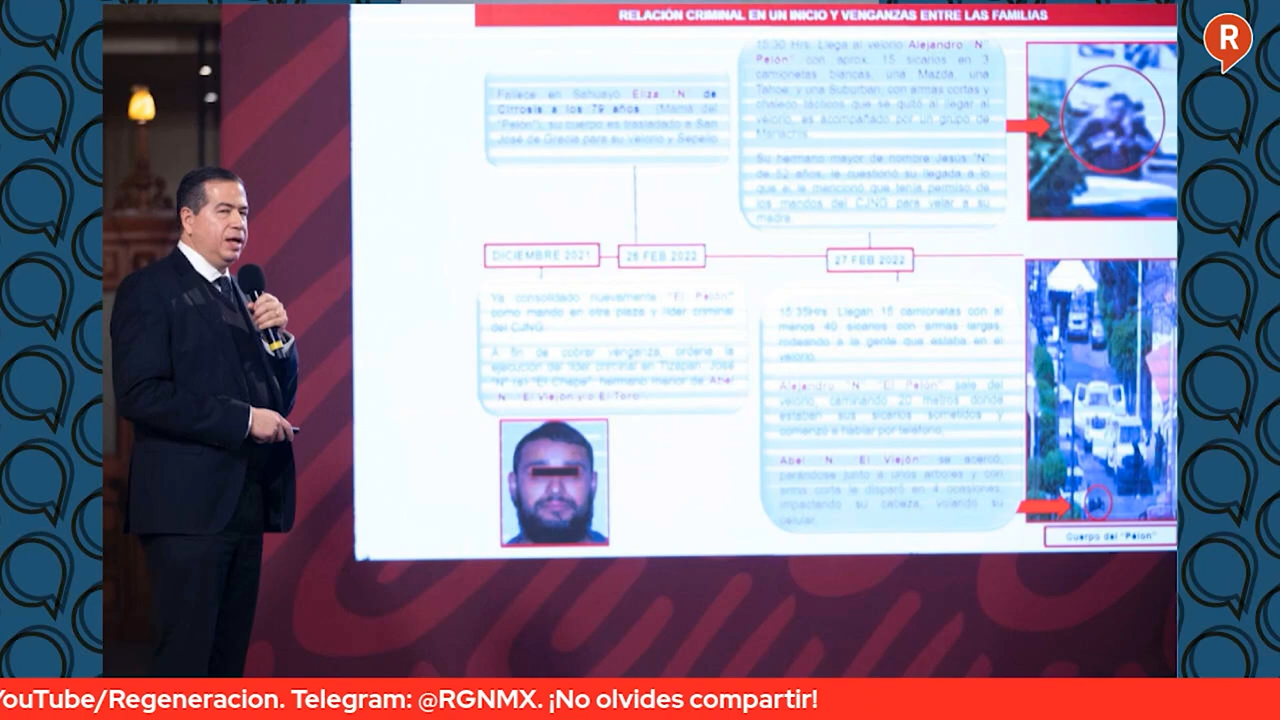 RELACIÓN CRIMINAL EN UN INICIO Y VENGANZAS ENTRE LAS FAMILIAS
R
Fallece en Sahuayo Eliza "N" de
Cirrosis a los 79 años (Mamá del
"Pelón"), su cuerpo es trasladado a San
José de Gracia para su velorio y Sepelio
15:30 Hrs. Llega al velorio Alejandro "N"
Pelón" con aprox. 15 sicarios en 3
camionetas blancas, una Mazda, una
Tahoe, y una Suburban, con armas cortas y
chaleco tácticos que se quitó al llegar al
velorio, es acompañado por un grupo de
Mariachis.
Su hermano mayor de nombre Jesús "N"
de 52 años, le cuestionó su llegada a lo
que él le mencionó que tenía permiso de
los mandos del CJNG para velar a su
madre.
DICIEMBRE 2021
26 FEB 2022
27 FEB 2022
Ya consolidado nuevamente "El Pelón"
como mando en otra plaza y líder criminal
del CJNG.
A fin de cobrar venganza, ordena la
ejecución del líder criminal en Tizapán, José
"N" (a) "El Chepe", hermano menor de Abel
"N" "El Viejón y/o El Toro"
15:35Hrs. Llegan 18 camionetas con al
menos 40 sicarios con armas largas,
rodeando a la gente que estaba en el
velorio.
Alejandro "N" "El Pelón" sale del
velorio, caminando 20 metros donde
estaban sus sicarios sometidos y
comenzó a hablar por teléfono.
Abel "N" "El Viejón" se acercó,
parándose junto a unos arboles y con
arma corta le disparó en 4 ocasiones,
impactando su cabeza, volando su
celular.
Cuerpo del "Pelón"
YouTube/Regeneracion. Telegram: @RGNMX. ¡No olvides compartir!